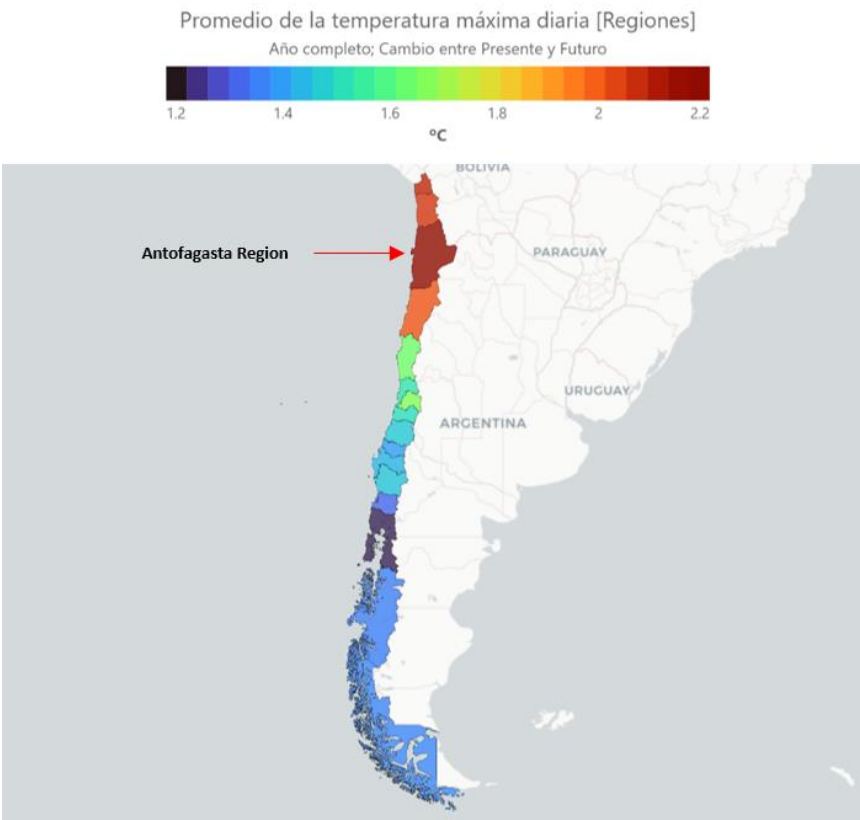 Promedio de la temperatura máxima diaria [Regiones]
Año completo; Cambio entre Presente y Futuro
1.2 1.4 1.6 1.8 2 2.2
ºC
BOLIVIA
Antofagasta Region
PARAGUAY
URUGUAY
ARGENTINA